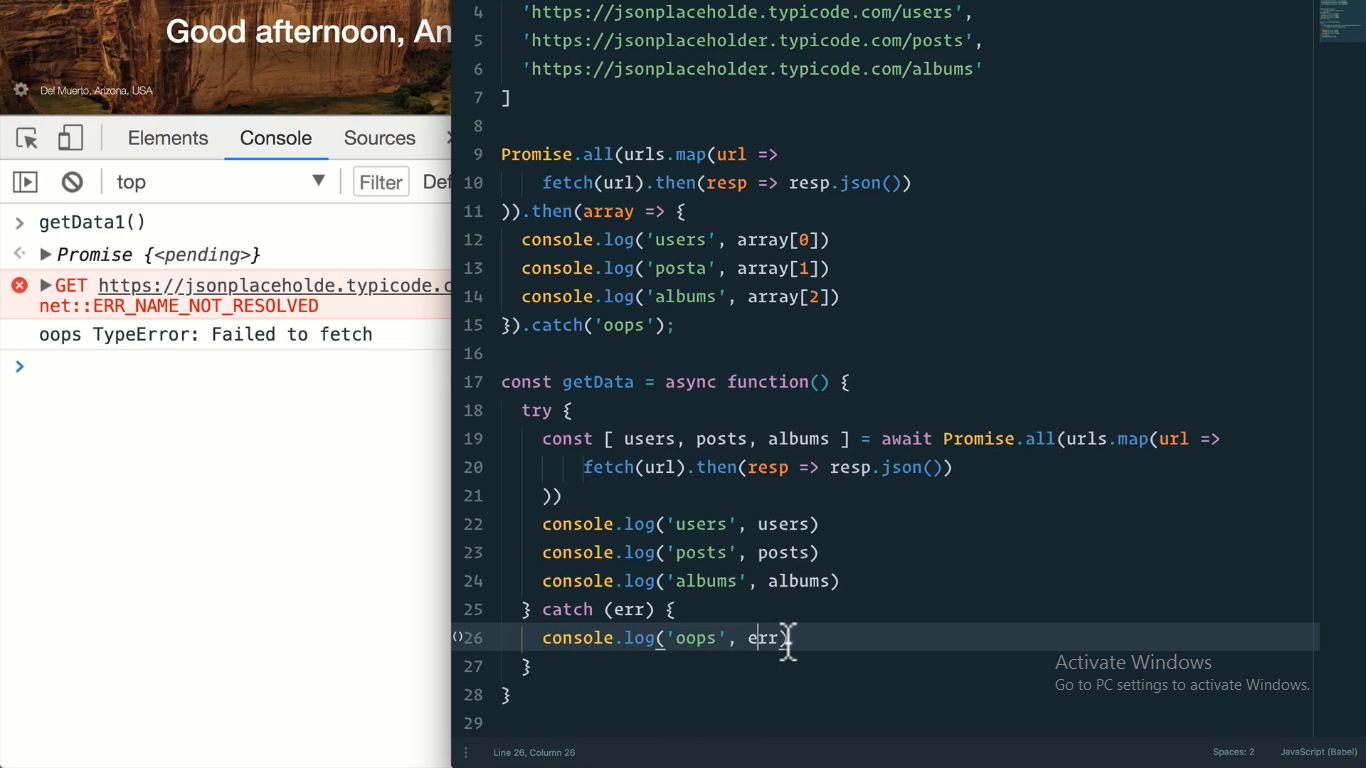 Good afternoon, An
Del Muerto, Arizona, USA
Elements Console Sources
top Filter Def
getData1()
Promise {<pending>}
GET https://jsonplaceholde.typicode.c
net::ERR_NAME_NOT_RESOLVED
oops TypeError: Failed to fetch
4 'https://jsonplaceholde.typicode.com/users',
5 'https://jsonplaceholder.typicode.com/posts',
6 'https://jsonplaceholder.typicode.com/albums'
7 ]
8
9 Promise.all(urls.map(url =>
10 fetch(url).then(resp => resp.json())
11 )).then(array => {
12 console.log('users', array[0])
13 console.log('posta', array[1])
14 console.log('albums', array[2])
15 }).catch('oops');
16
17 const getData = async function() {
18 try {
19 const [ users, posts, albums ] = await Promise.all(urls.map(url =>
20 fetch(url).then(resp => resp.json())
21 ))
22 console.log('users', users)
23 console.log('posts', posts)
24 console.log('albums', albums)
25 } catch (err) {
26 console.log('oops', err)
27 }
28 }
29
Activate Windows
Go to PC settings to activate Windows.
Line 26, Column 26 Spaces: 2 JavaScript (Babel)